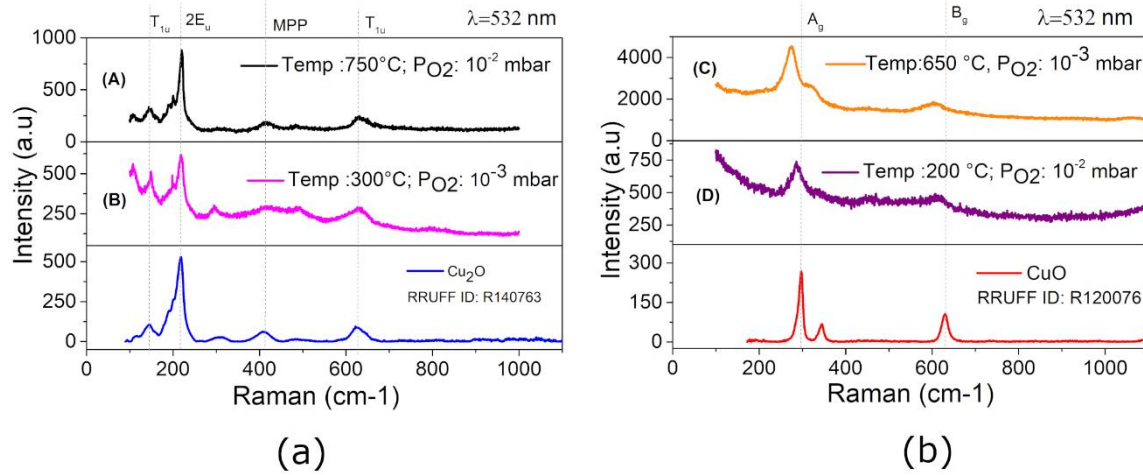 T1u 2Eu MPP T1u λ=532 nm
1000
500
0
(A)
Temp :750°C; PO2: 10-2 mbar
500
250
(B)
Temp :300°C; PO2: 10-3 mbar
500
250
0
Cu2O
RRUFF ID: R140763
0 200 400 600 800 1000
Raman (cm-1)
Intensity (a.u)
(a)
Ag Bg λ=532 nm
4000
2000
0
(C)
Temp:650 °C, PO2: 10-3 mbar
750
500
250
(D)
Temp :200 °C; PO2: 10-2 mbar
300
150
0
CuO
RRUFF ID: R120076
0 200 400 600 800 1000
Raman (cm-1)
Intensity (a.u)
(b)